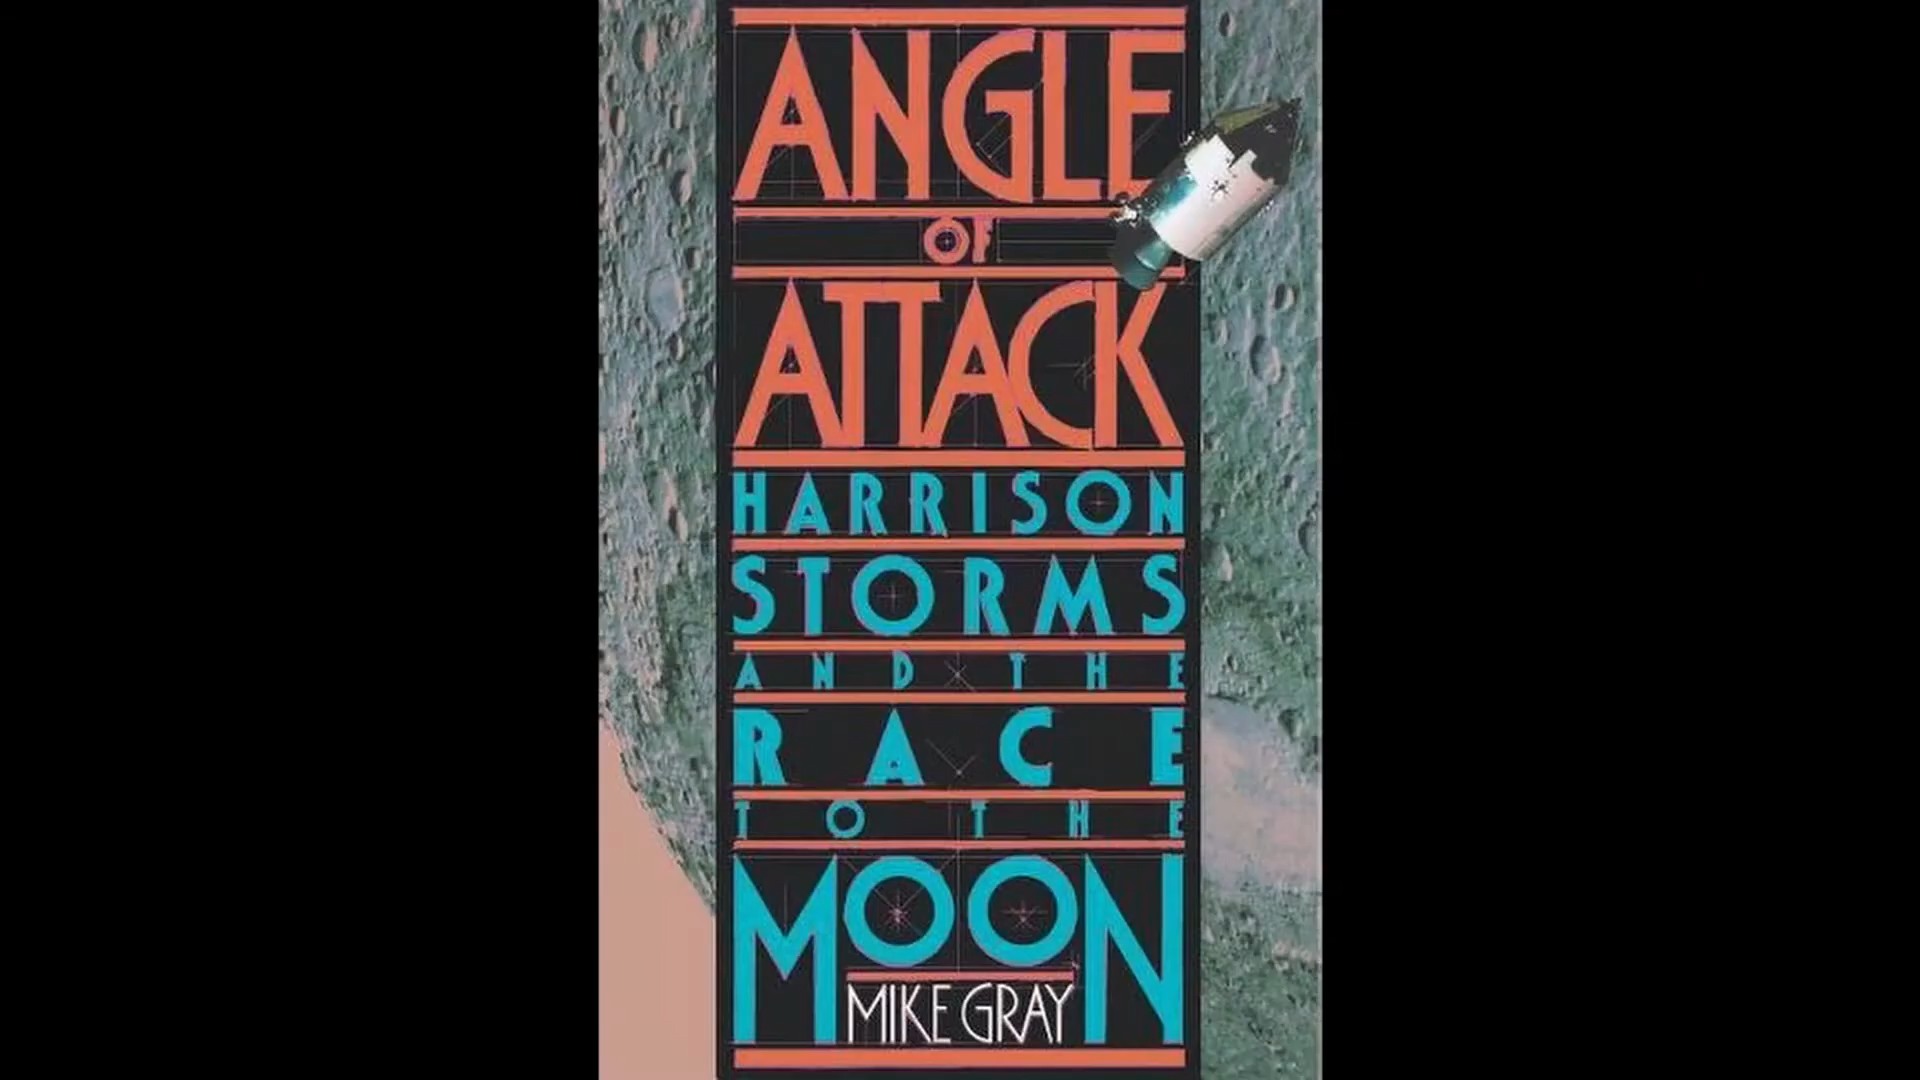 ANGLE
OF
ATTACK
HARRISON
STORMS
AND THE
RACE
TO THE
MOON
MIKE GRAY